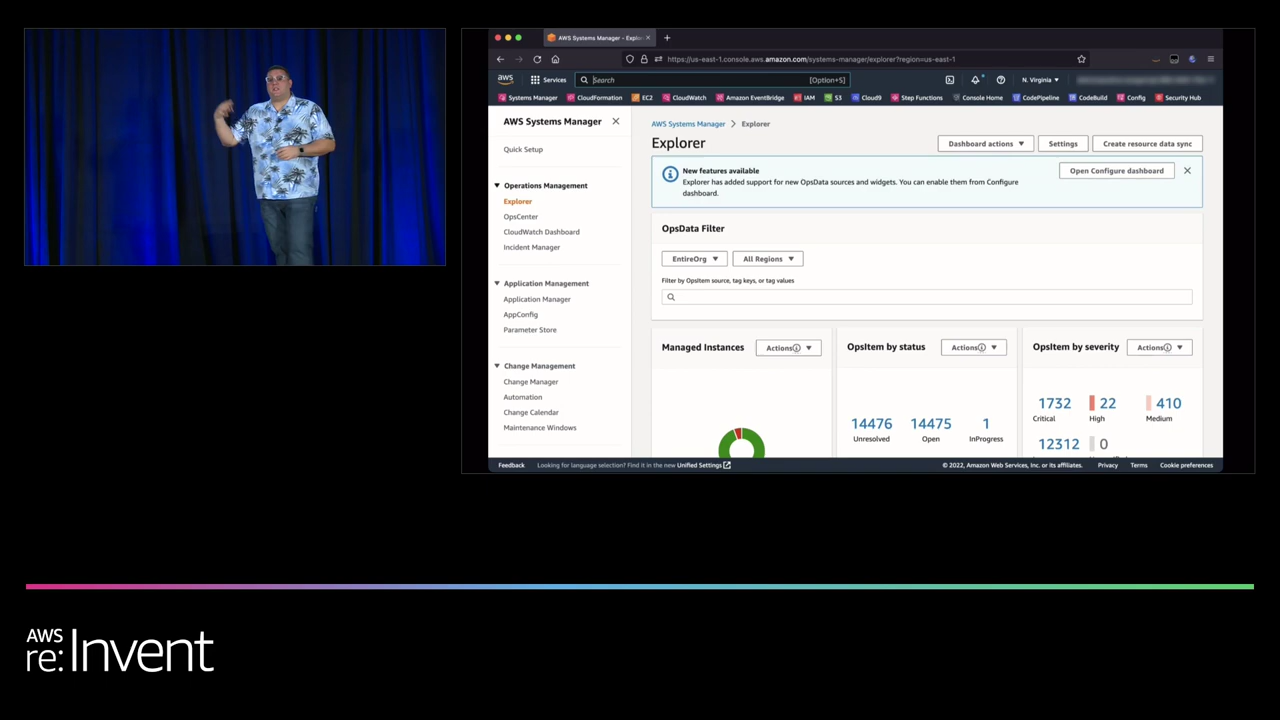 AWS Systems Manager - Explo
https://us-east-1.console.aws.amazon.com/systems-manager/explorer?region=us-east-1
aws
Services
Search
[Option+S]
N. Virginia
Systems Manager
CloudFormation
EC2
CloudWatch
Amazon EventBridge
IAM
S3
Cloud9
Step Functions
Console Home
CodePipeline
CodeBuild
Config
Security Hub
AWS Systems Manager
Quick Setup
Operations Management
Explorer
OpsCenter
CloudWatch Dashboard
Incident Manager
Application Management
Application Manager
AppConfig
Parameter Store
Change Management
Change Manager
Automation
Change Calendar
Maintenance Windows
AWS Systems Manager > Explorer
Explorer
Dashboard actions
Settings
Create resource data sync
New features available
Explorer has added support for new OpsData sources and widgets. You can enable them from Configure
dashboard.
Open Configure dashboard
OpsData Filter
EntireOrg
All Regions
Filter by OpsItem source, tag keys, or tag values
Managed Instances
Actions
OpsItem by status
Actions
14476
Unresolved
14475
Open
1
InProgress
OpsItem by severity
Actions
1732
Critical
22
High
410
Medium
12312
0
Feedback
Looking for language selection? Find it in the new Unified Settings
© 2022, Amazon Web Services, Inc. or its affiliates.
Privacy
Terms
Cookie preferences
AWS
re:Invent